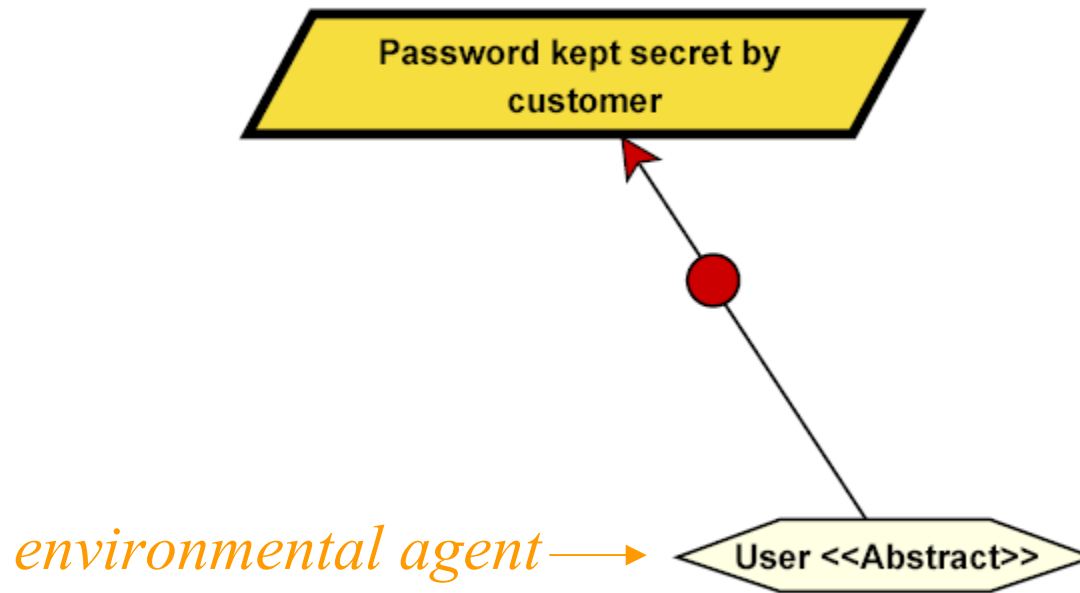 Password kept secret by
customer
environmental agent
User <<Abstract>>